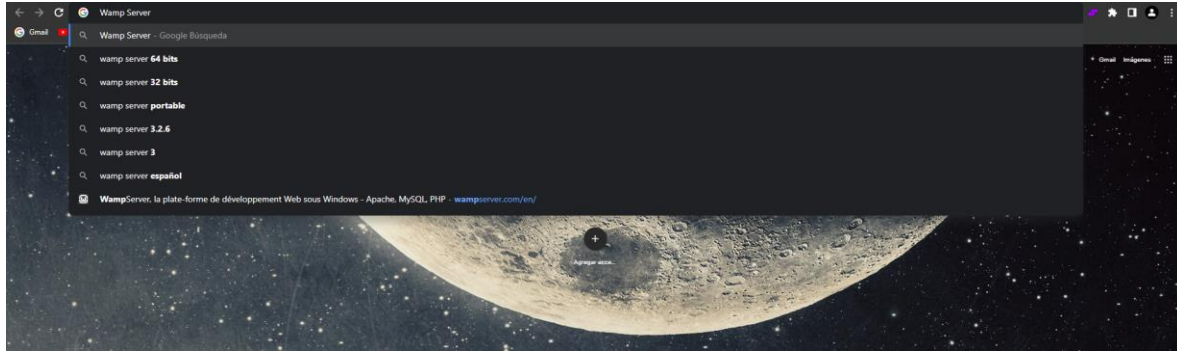 Wamp Server
Gmail
Wamp Server - Google Búsqueda
wamp server 64 bits
Gmail Imágenes
wamp server 32 bits
wamp server portable
wamp server 3.2.6
wamp server 3
wamp server español
WampServer, la plate-forme de développement Web sous Windows - Apache, MySQL, PHP - wampserver.com/en/
Agregar acce...